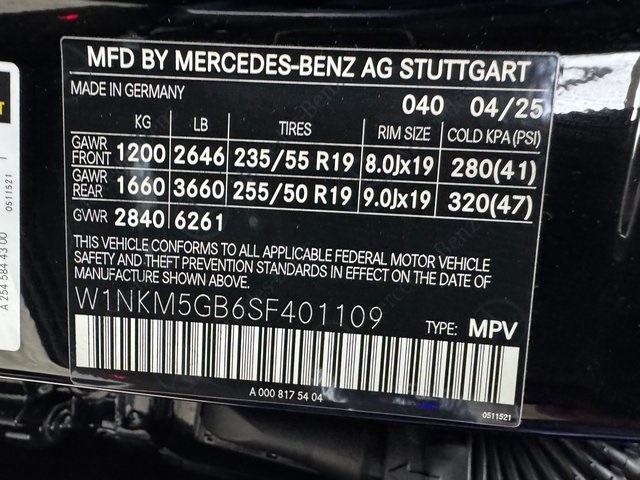 MFD BY MERCEDES-BENZ AG STUTTGART
MADE IN GERMANY 040 04/25
KG LB TIRES RIM SIZE COLD KPA (PSI)
GAWR FRONT 1200 2646 235/55 R19 8.0Jx19 280(41)
GAWR REAR 1660 3660 255/50 R19 9.0Jx19 320(47)
GVWR 2840 6261
THIS VEHICLE CONFORMS TO ALL APPLICABLE FEDERAL MOTOR VEHICLE
SAFETY AND THEFT PREVENTION STANDARDS IN EFFECT ON THE DATE OF
MANUFACTURE SHOWN ABOVE.
W1NKM5GB6SF401109
TYPE: MPV
A 000 817 54 04
0511521
A 254 584 43 00
0511521